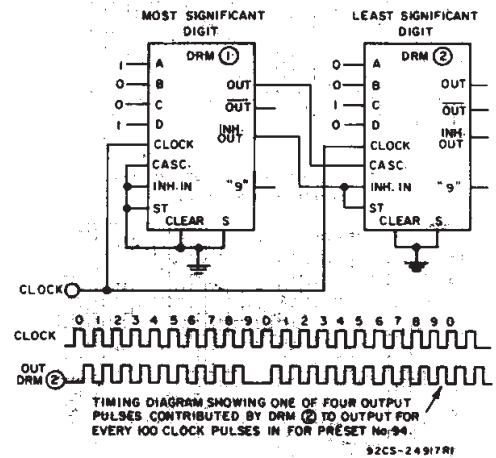 MOST SIGNIFICANT
DIGIT
LEAST SIGNIFICANT
DIGIT
DRM 1
1 A
0 B
0 C
1 D
CLOCK
CASC.
INH. IN
ST
OUT
OUT
INH.
OUT
"9"
CLEAR S
DRM 2
0 A
0 B
1 C
0 D
CLOCK
CASC.
INH. IN
ST
OUT
OUT
INH.
OUT
"9"
CLEAR S.
CLOCK
0 1 2 3 4 5 6 7 8 9 0 1 2 3 4 5 6 7 8 9 0
CLOCK
OUT
DRM 2
TIMING DIAGRAM SHOWING ONE OF FOUR OUTPUT
PULSES CONTRIBUTED BY DRM 2 TO OUTPUT FOR
EVERY 100 CLOCK PULSES IN FOR PRESET No. 94.
92CS-24917R1